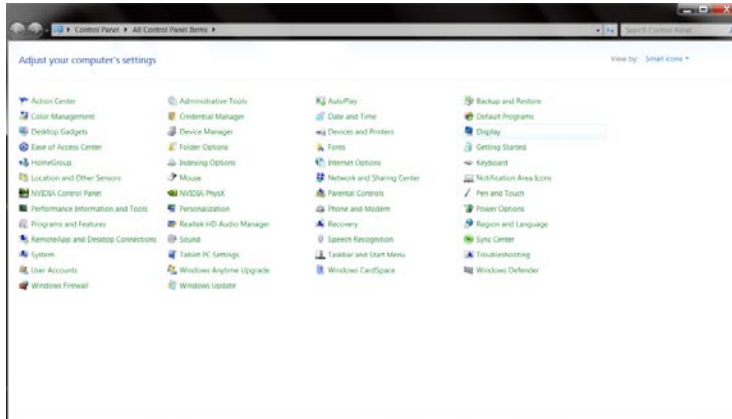 Control Panel All Control Panel Items
Search Control Panel
Adjust your computer's settings
View by: Small icons
Action Center Administrative Tools AutoPlay Backup and Restore
Color Management Credential Manager Date and Time Default Programs
Desktop Gadgets Device Manager Devices and Printers Display
Ease of Access Center Folder Options Fonts Getting Started
HomeGroup Indexing Options Internet Options Keyboard
Location and Other Sensors Mouse Network and Sharing Center Notification Area Icons
NVIDIA Control Panel NVIDIA PhysX Parental Controls Pen and Touch
Performance Information and Tools Personalization Phone and Modem Power Options
Programs and Features Realtek HD Audio Manager Recovery Region and Language
RemoteApp and Desktop Connections Sound Speech Recognition Sync Center
System Tablet PC Settings Taskbar and Start Menu Troubleshooting
User Accounts Windows Anytime Upgrade Windows CardSpace Windows Defender
Windows Firewall Windows Update